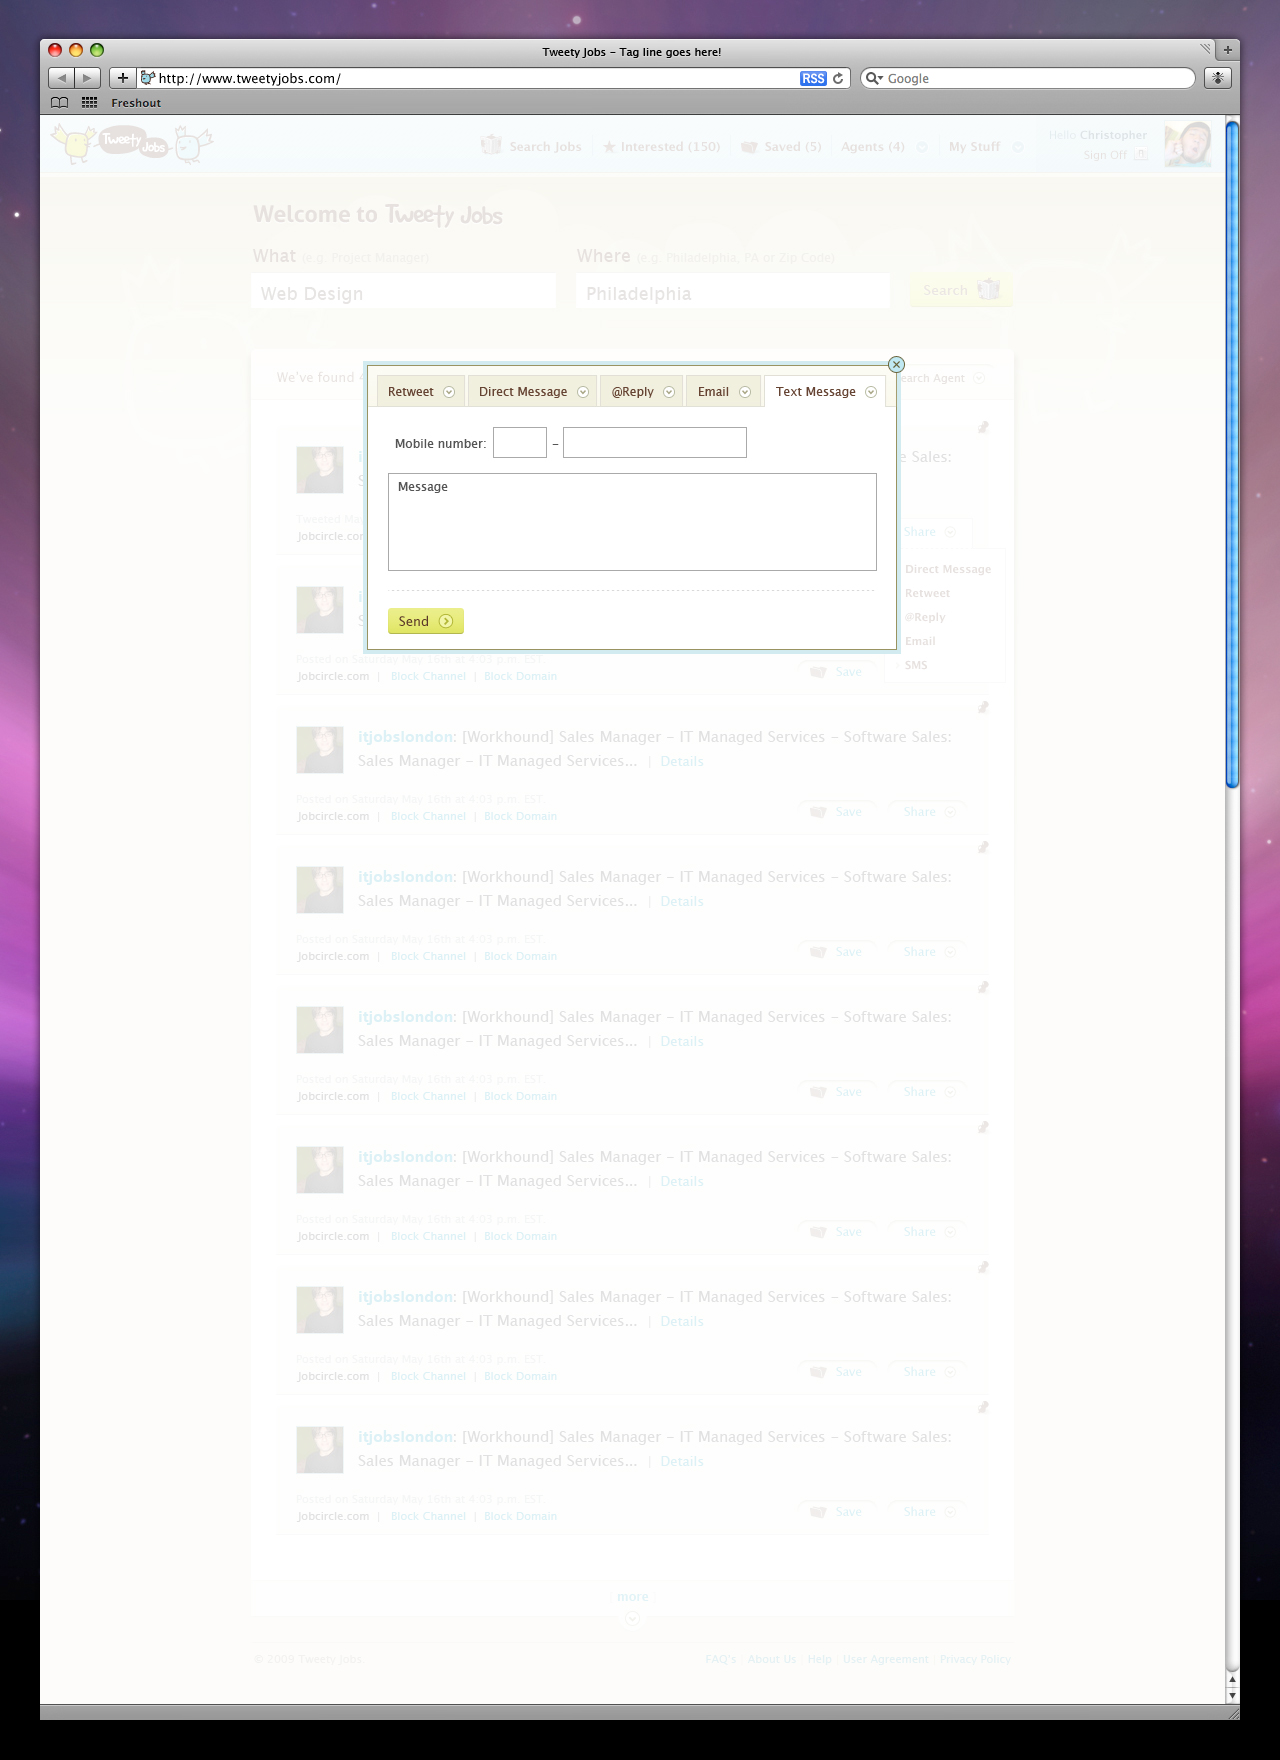 Tweety Jobs – Tag line goes here!
http://www.tweetyjobs.com/ RSS Google
Freshout
Tweety Jobs
Search Jobs Interested (150) Saved (5) Agents (4) My Stuff
Hello Christopher
Sign Off
Welcome to Tweety Jobs
What (e.g. Project Manager)
Where (e.g. Philadelphia, PA or Zip Code)
Web Design
Philadelphia
Search
We've found
earch Agent
Retweet Direct Message @Reply Email Text Message
Mobile number: –
Message
Send
e Sales:
Tweeted Ma
Jobcircle.co
Share
Direct Message
Retweet
@Reply
Email
SMS
Posted on Saturday May 16th at 4:03 p.m. EST
Jobcircle.com | Block Channel | Block Domain
Save
itjobslondon: [Workhound] Sales Manager – IT Managed Services – Software Sales:
Sales Manager – IT Managed Services... | Details
Posted on Saturday May 16th at 4:03 p.m. EST
Jobcircle.com | Block Channel | Block Domain
Save Share
itjobslondon: [Workhound] Sales Manager – IT Managed Services – Software Sales:
Sales Manager – IT Managed Services... | Details
Posted on Saturday May 16th at 4:03 p.m. EST
Jobcircle.com | Block Channel | Block Domain
Save Share
itjobslondon: [Workhound] Sales Manager – IT Managed Services – Software Sales:
Sales Manager – IT Managed Services... | Details
Posted on Saturday May 16th at 4:03 p.m. EST
Jobcircle.com | Block Channel | Block Domain
Save Share
itjobslondon: [Workhound] Sales Manager – IT Managed Services – Software Sales:
Sales Manager – IT Managed Services... | Details
Posted on Saturday May 16th at 4:03 p.m. EST
Jobcircle.com | Block Channel | Block Domain
Save Share
itjobslondon: [Workhound] Sales Manager – IT Managed Services – Software Sales:
Sales Manager – IT Managed Services... | Details
Posted on Saturday May 16th at 4:03 p.m. EST
Jobcircle.com | Block Channel | Block Domain
Save Share
itjobslondon: [Workhound] Sales Manager – IT Managed Services – Software Sales:
Sales Manager – IT Managed Services... | Details
Posted on Saturday May 16th at 4:03 p.m. EST
Jobcircle.com | Block Channel | Block Domain
Save Share
more
© 2009 Tweety Jobs.
FAQ's About Us Help User Agreement Privacy Policy